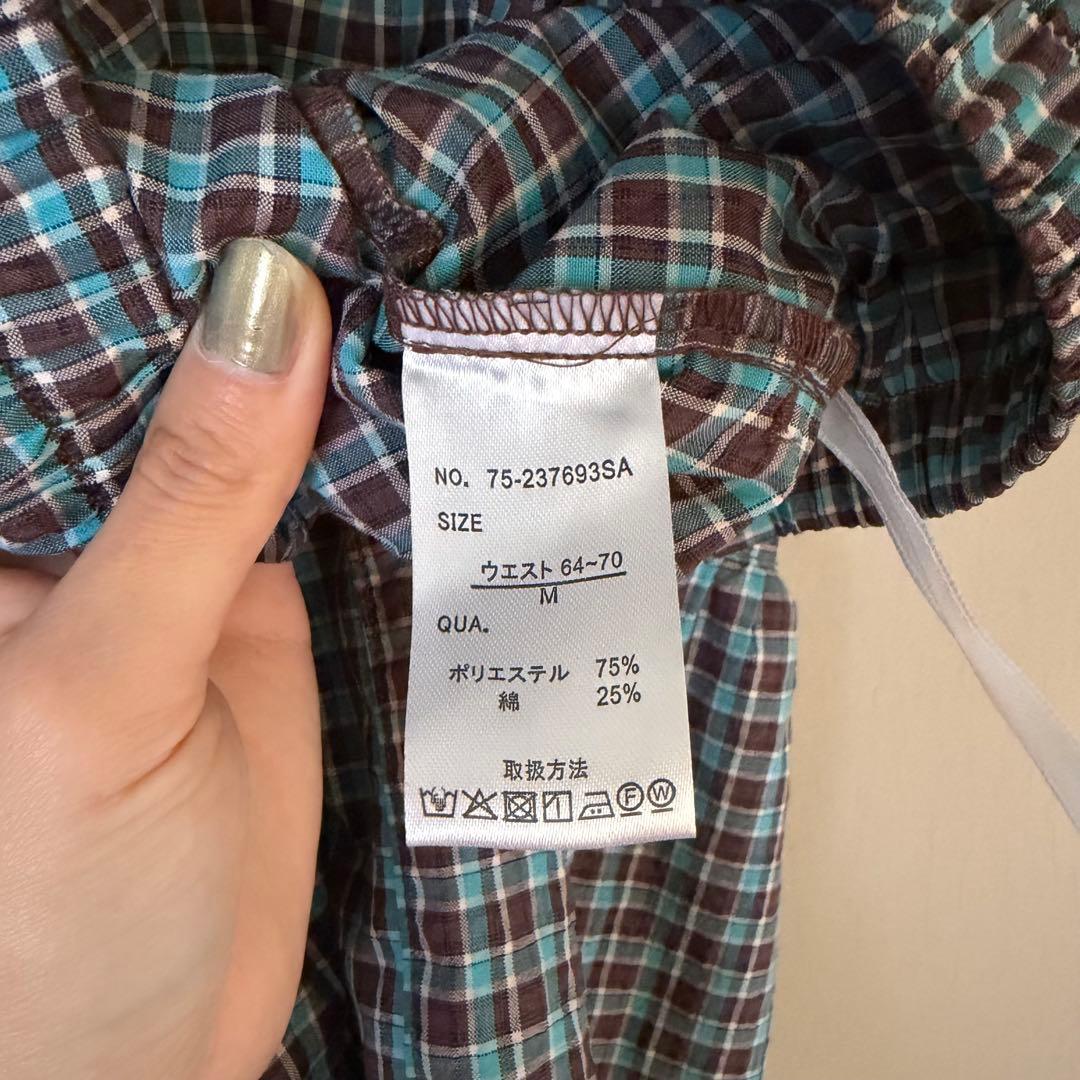 NO. 75-237693SA
SIZE
ウエスト 64~70
M
QUA.
ポリエステル 75%
綿 25%
取扱方法
F W